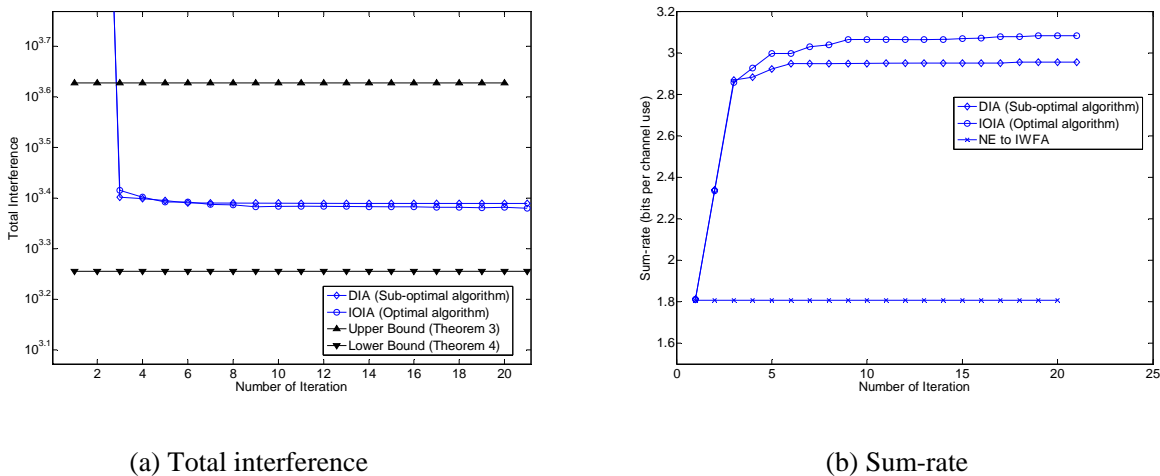 10^3.7
10^3.6
10^3.5
10^3.4
10^3.3
10^3.2
10^3.1
Total Interference
2 4 6 8 10 12 14 16 18 20
Number of Iteration
DIA (Sub-optimal algorithm)
IOIA (Optimal algorithm)
Upper Bound (Theorem 3)
Lower Bound (Theorem 4)
(a) Total interference
3.2
3
2.8
2.6
2.4
2.2
2
1.8
1.6
Sum-rate (bits per channel use)
0 5 10 15 20 25
Number of Iteration
DIA (Sub-optimal algorithm)
IOIA (Optimal algorithm)
NE to IWFA
(b) Sum-rate